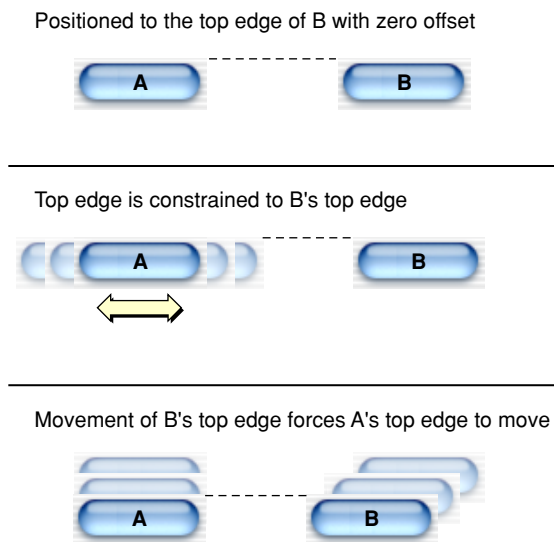 Positioned to the top edge of B with zero offset
A B
Top edge is constrained to B's top edge
A B
Movement of B's top edge forces A's top edge to move
A B